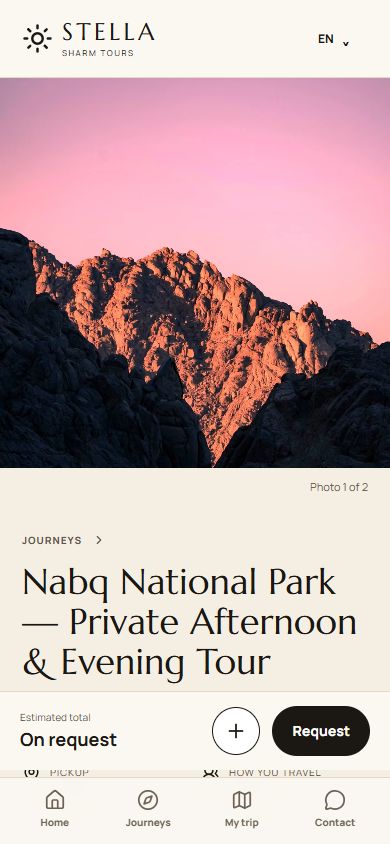 STELLA
SHARM TOURS
EN
Photo 1 of 2
JOURNEYS
Nabq National Park
— Private Afternoon
& Evening Tour
Estimated total
On request
Request
PICKUP
HOW YOU TRAVEL
Home
Journeys
My trip
Contact